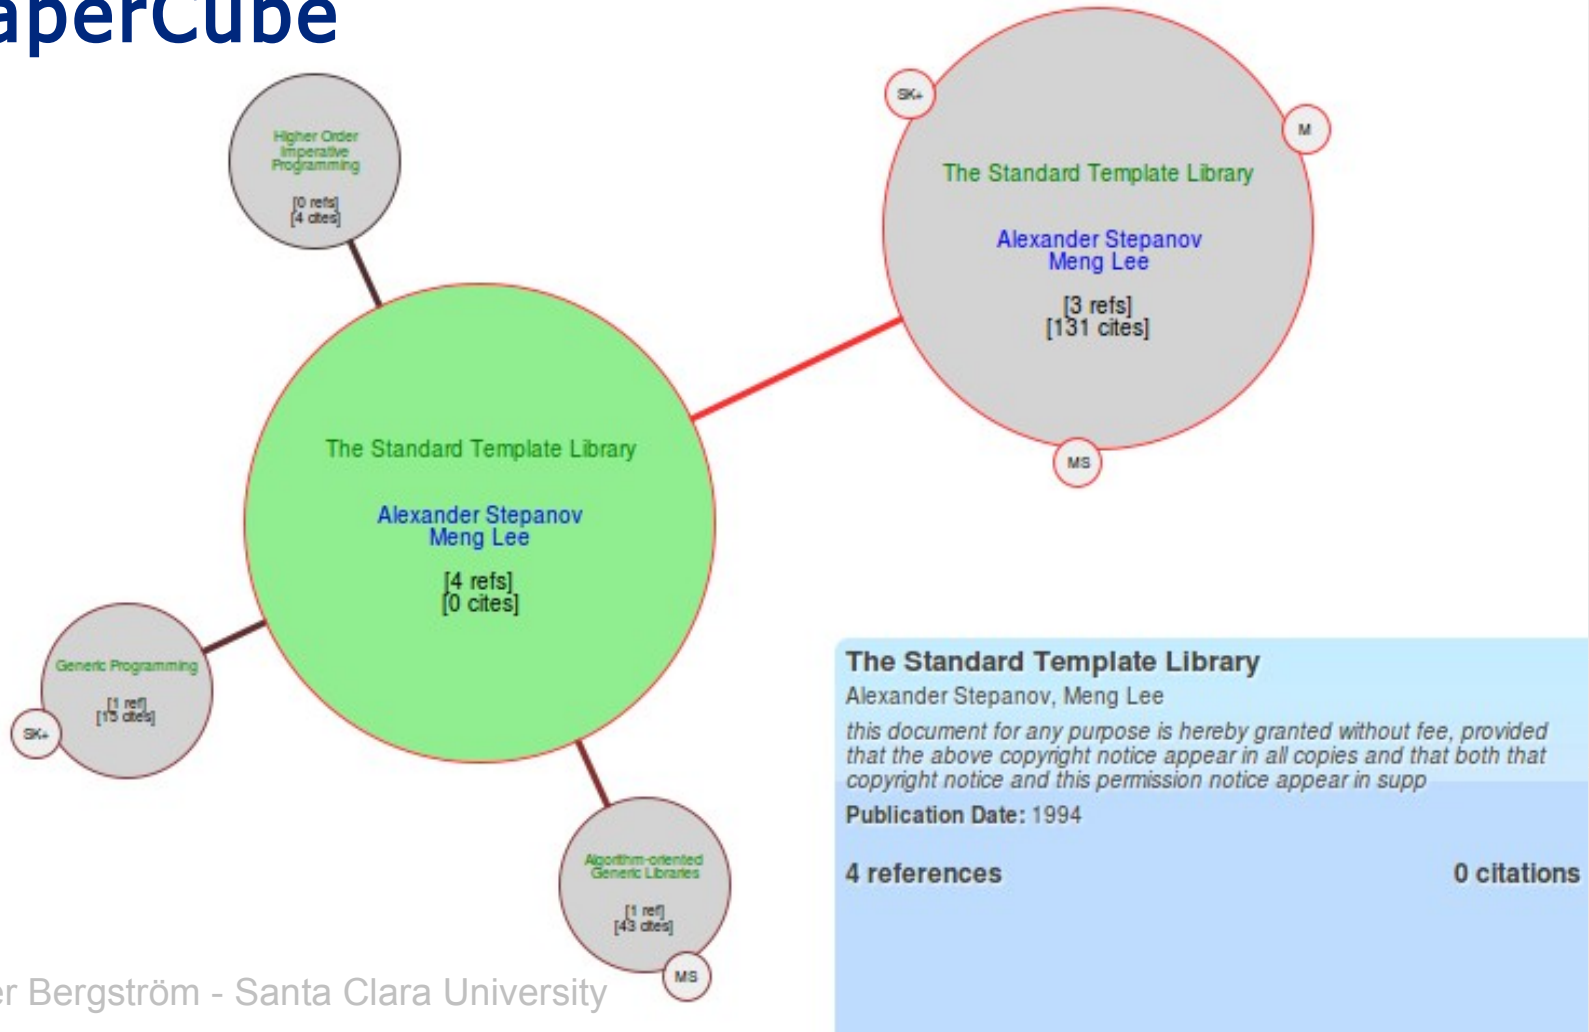 aperCube
Higher Order
Imperative
Programming
[0 refs]
[4 cites]
SK+
M
The Standard Template Library
Alexander Stepanov
Meng Lee
[3 refs]
[131 cites]
MS
The Standard Template Library
Alexander Stepanov
Meng Lee
[4 refs]
[0 cites]
Generic Programming
[1 ref]
[15 cites]
SK+
Algorithm-oriented
Generic Libraries
[1 ref]
[43 cites]
MS
The Standard Template Library
Alexander Stepanov, Meng Lee
this document for any purpose is hereby granted without fee, provided
that the above copyright notice appear in all copies and that both that
copyright notice and this permission notice appear in supp
Publication Date: 1994
4 references 0 citations
er Bergström - Santa Clara University